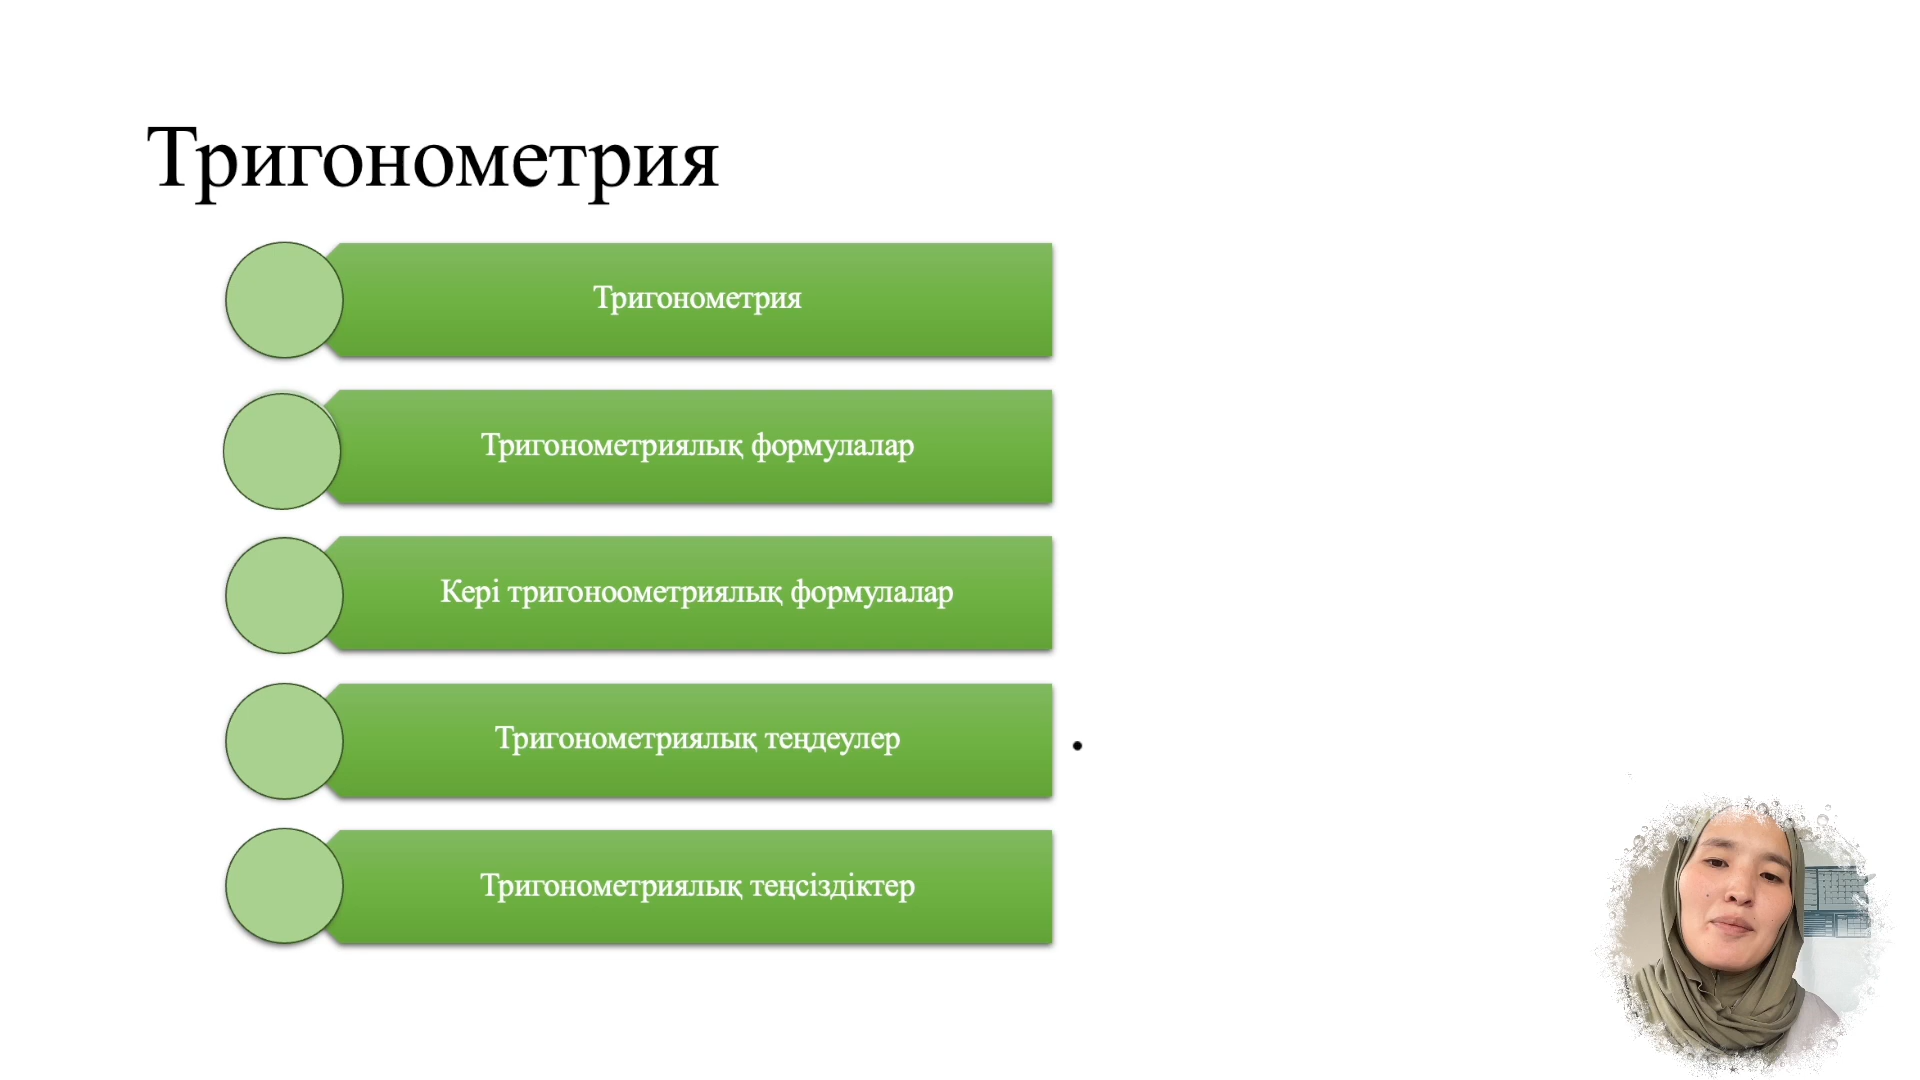 Тригонометрия
Тригонометрия
Тригонометриялық формулалар
Кері тригоноометриялық формулалар
Тригонометриялық теңдеулер
Тригонометриялық теңсіздіктер